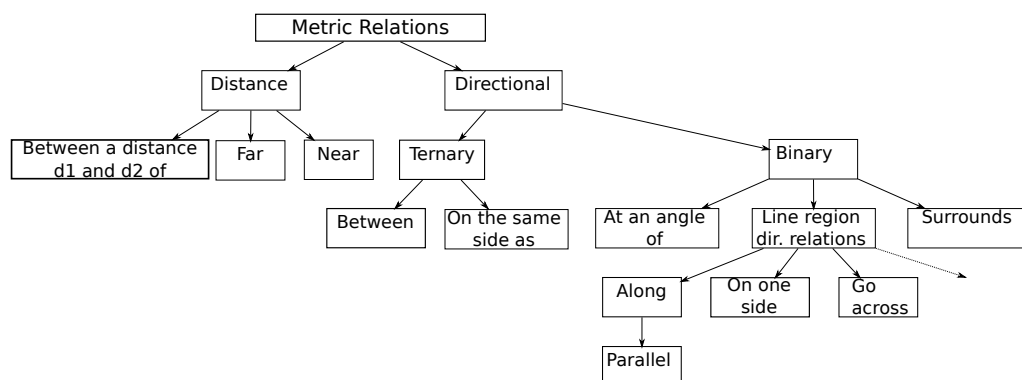 Metric Relations
Distance
Directional
Between a distance
d1 and d2 of
Far
Near
Ternary
Binary
Between
On the same
side as
At an angle
of
Line region
dir. relations
Surrounds
Along
On one
side
Go
across
Parallel